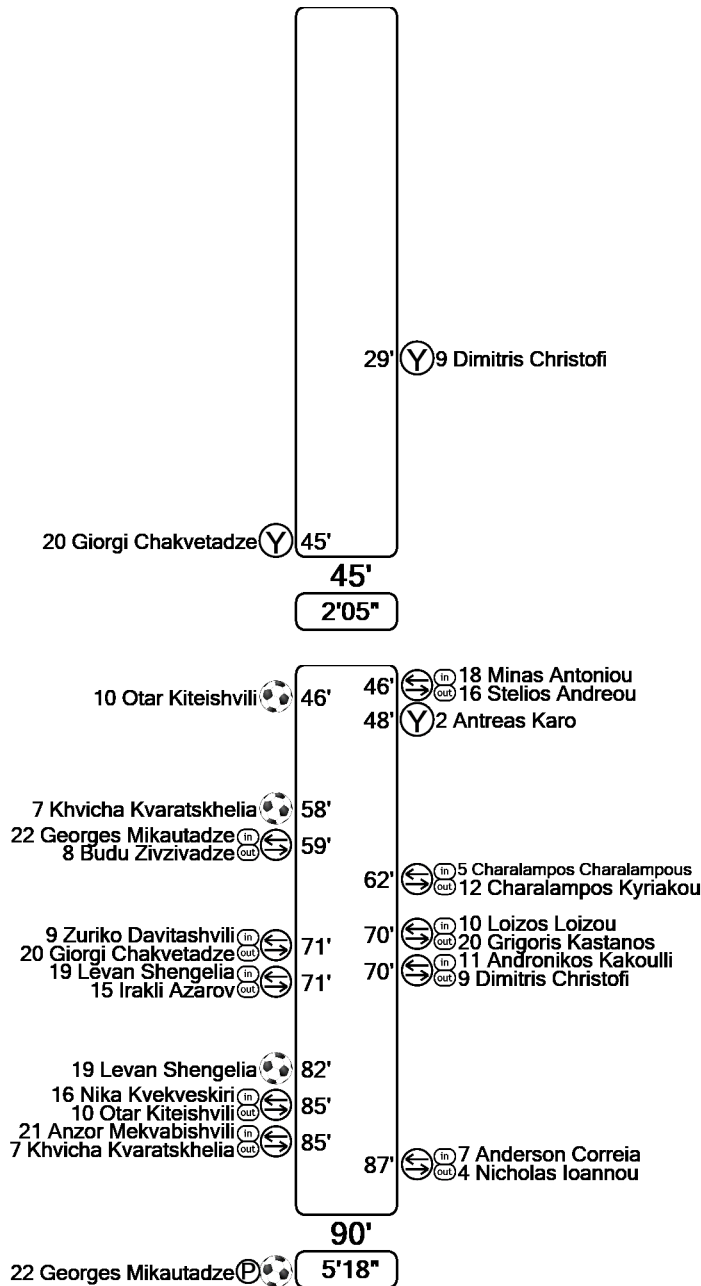 29' Y 9 Dimitris Christofi
20 Giorgi Chakvetadze Y 45'
45'
2'05"
46' in 18 Minas Antoniou
out 16 Stelios Andreou
10 Otar Kiteishvili 46'
48' Y 2 Antreas Karo
7 Khvicha Kvaratskhelia 58'
22 Georges Mikautadze in
8 Budu Zivzivadze out 59'
62' in 5 Charalampos Charalampous
out 12 Charalampos Kyriakou
70' in 10 Loizos Loizou
out 20 Grigoris Kastanos
9 Zuriko Davitashvili in
20 Giorgi Chakvetadze out 71'
70' in 11 Andronikos Kakoulli
out 9 Dimitris Christofi
19 Levan Shengelia in
15 Irakli Azarov out 71'
19 Levan Shengelia 82'
16 Nika Kvekveskiri in
10 Otar Kiteishvili out 85'
21 Anzor Mekvabishvili in
7 Khvicha Kvaratskhelia out 85'
87' in 7 Anderson Correia
out 4 Nicholas Ioannou
90'
22 Georges Mikautadze P 5'18"